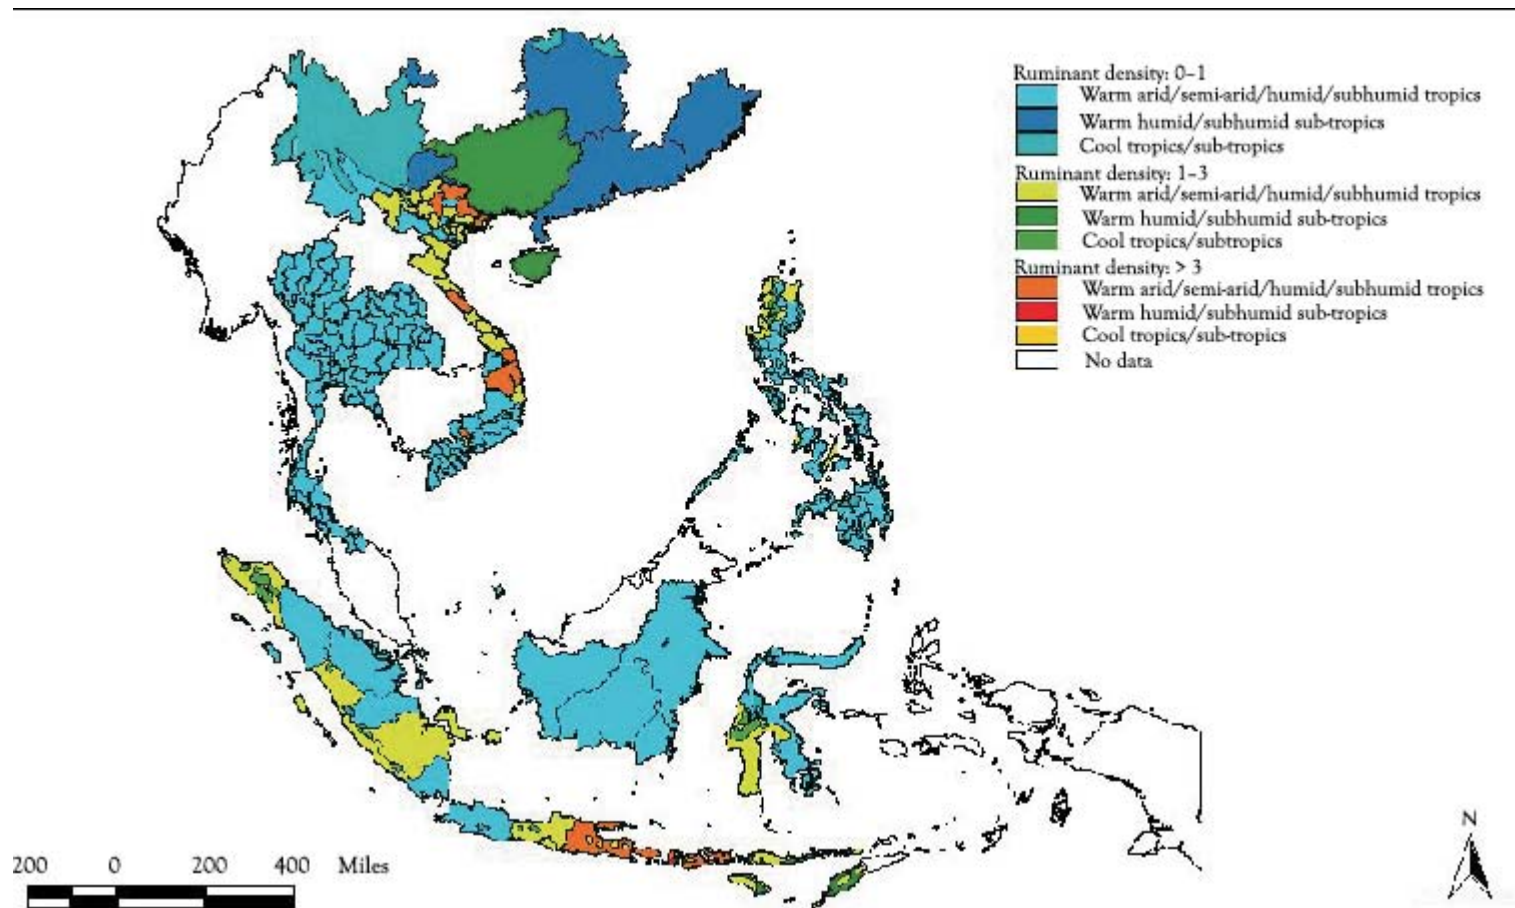 Ruminant density: 0–1
Warm arid/semi-arid/humid/subhumid tropics
Warm humid/subhumid sub-tropics
Cool tropics/sub-tropics
Ruminant density: 1–3
Warm arid/semi-arid/humid/subhumid tropics
Warm humid/subhumid sub-tropics
Cool tropics/subtropics
Ruminant density: > 3
Warm arid/semi-arid/humid/subhumid tropics
Warm humid/subhumid sub-tropics
Cool tropics/sub-tropics
No data
N
200 0 200 400 Miles